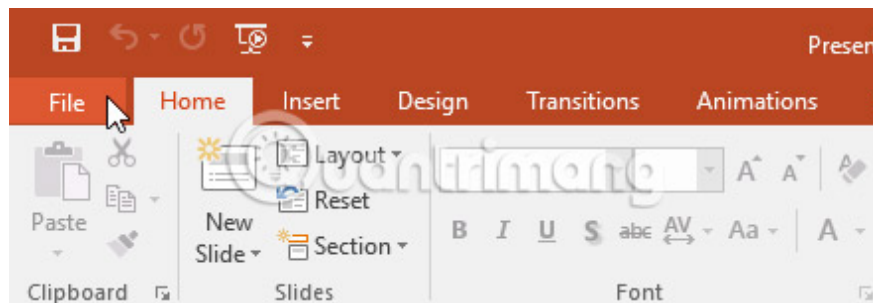 Presen
File Home Insert Design Transitions Animations
Layout
Quantrimang
Reset
Paste
New
Slide
Section
B I U S abc AV Aa A
Clipboard Slides Font